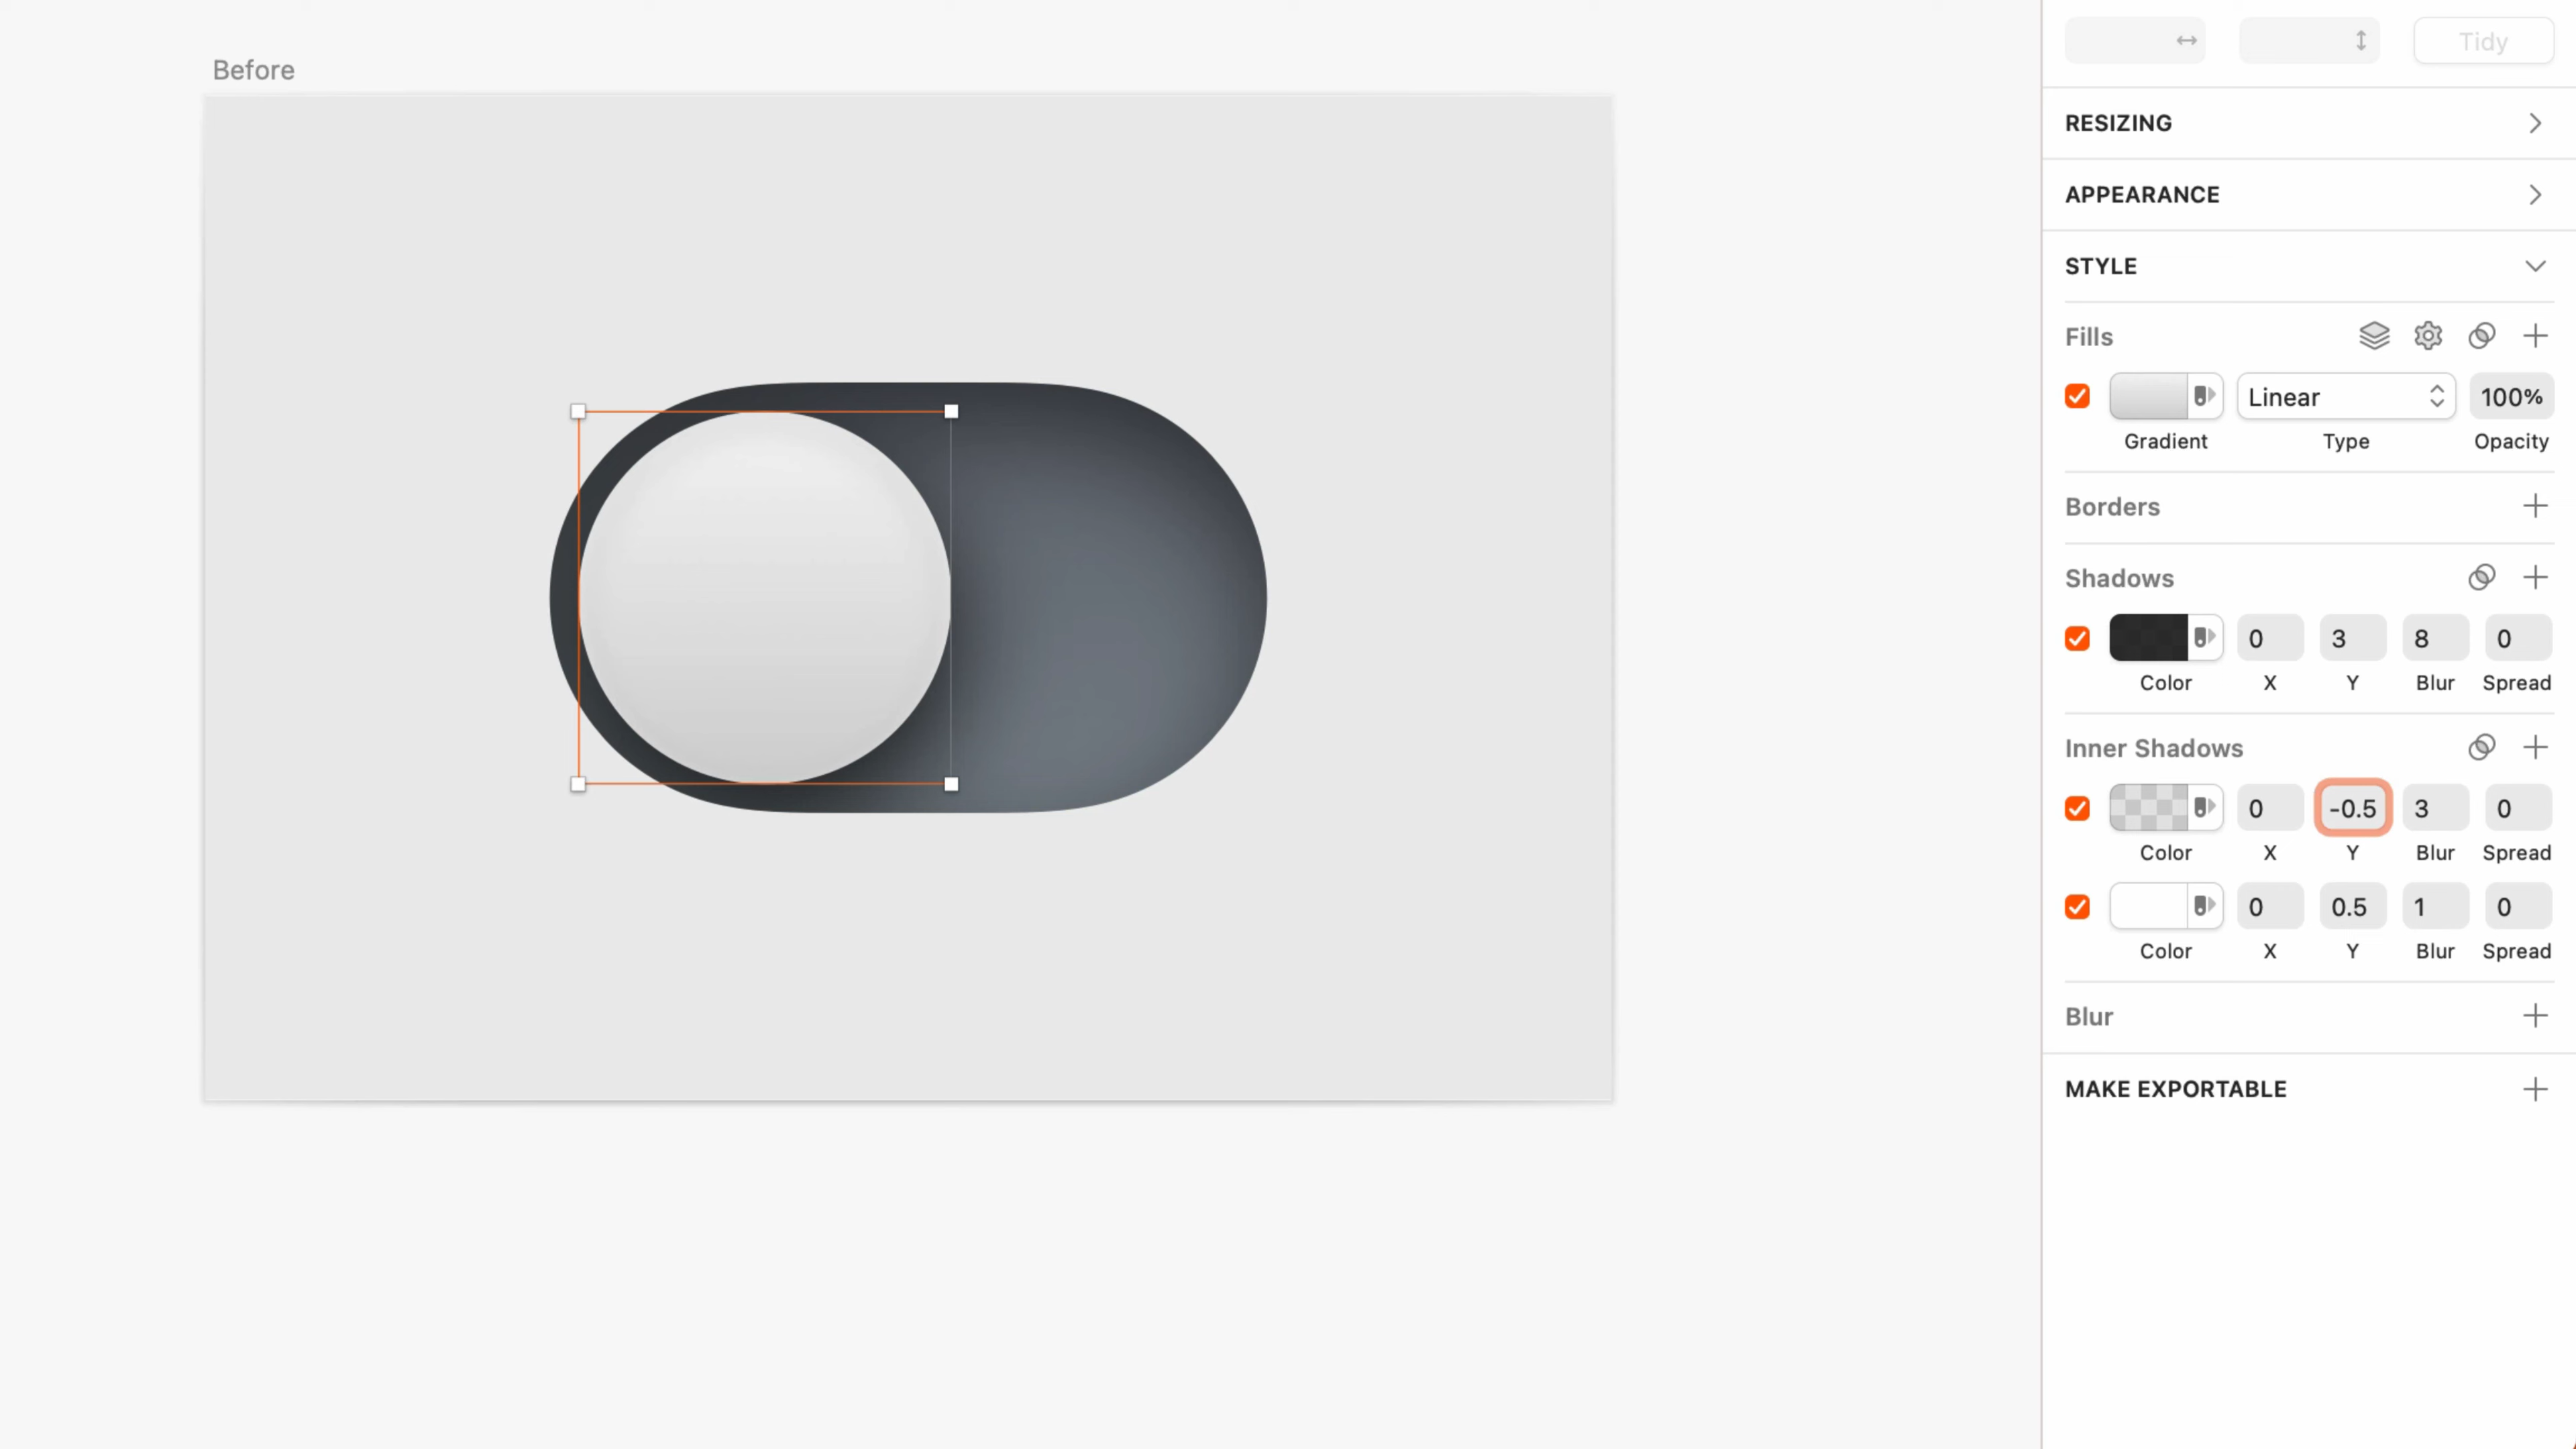 Before
Tidy
RESIZING
APPEARANCE
STYLE
Fills
Linear 100%
Gradient Type Opacity
Borders
Shadows
0 3 8 0
Color X Y Blur Spread
Inner Shadows
0 -0.5 3 0
Color X Y Blur Spread
0 0.5 1 0
Color X Y Blur Spread
Blur
MAKE EXPORTABLE